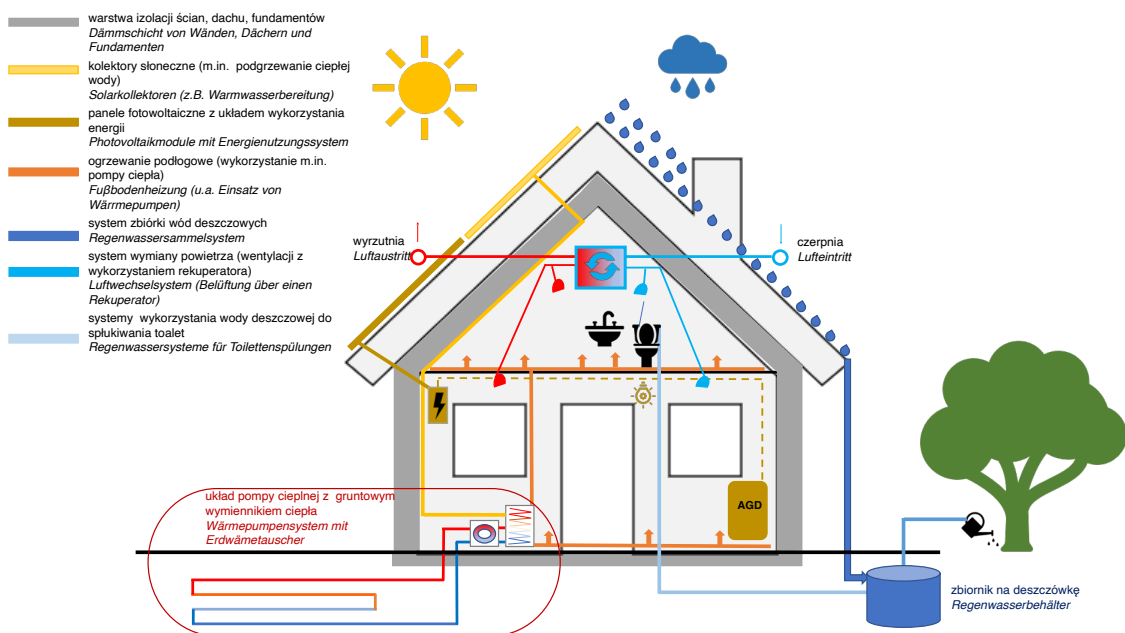 warstwa izolacji ścian, dachu, fundamentów
Dämmschicht von Wänden, Dächern und
Fundamenten
kolektory słoneczne (m.in. podgrzewanie ciepłej
wody)
Solarkollektoren (z.B. Warmwasserbereitung)
panele fotowoltaiczne z układem wykorzystania
energii
Photovoltaikmodule mit Energienutzungssystem
ogrzewanie podłogowe (wykorzystanie m.in.
pompy ciepła)
Fußbodenheizung (u.a. Einsatz von
Wärrmepumpen)
system zbiórki wód deszczowych
Regenwassersammelsystem
system wymiany powietrza (wentylacji z
wykorzystaniem rekuperatora)
Luftwechselsystem (Belüftung über einen
Rekuperator)
systemy wykorzystania wody deszczowej do
spłukiwania toalet
Regenwassersysteme für Toilettenspülungen
wyrzutnia
Luftaustritt
czerpnia
Lufteintritt
AGD
układ pompy cieplnej z gruntowym
wymiennikiem ciepła
Wärmepumpensystem mit
Erdwämetauscher
zbiornik na deszczówkę
Regenwasserbehälter